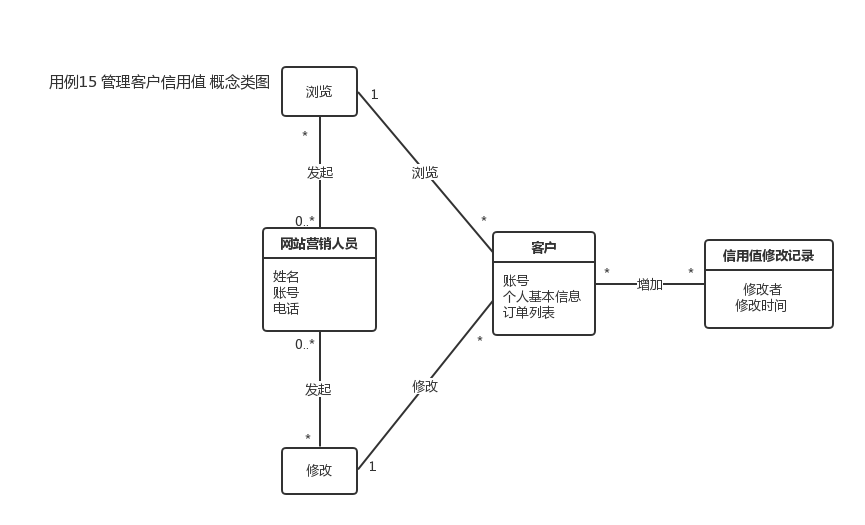 用例15 管理客户信用值 概念类图
浏览
1
*
发起
浏览
0..*
*
网站营销人员
姓名
账号
电话
客户
账号
个人基本信息
订单列表
*
增加
*
信用值修改记录
修改者
修改时间
0..*
*
发起
修改
*
修改
1